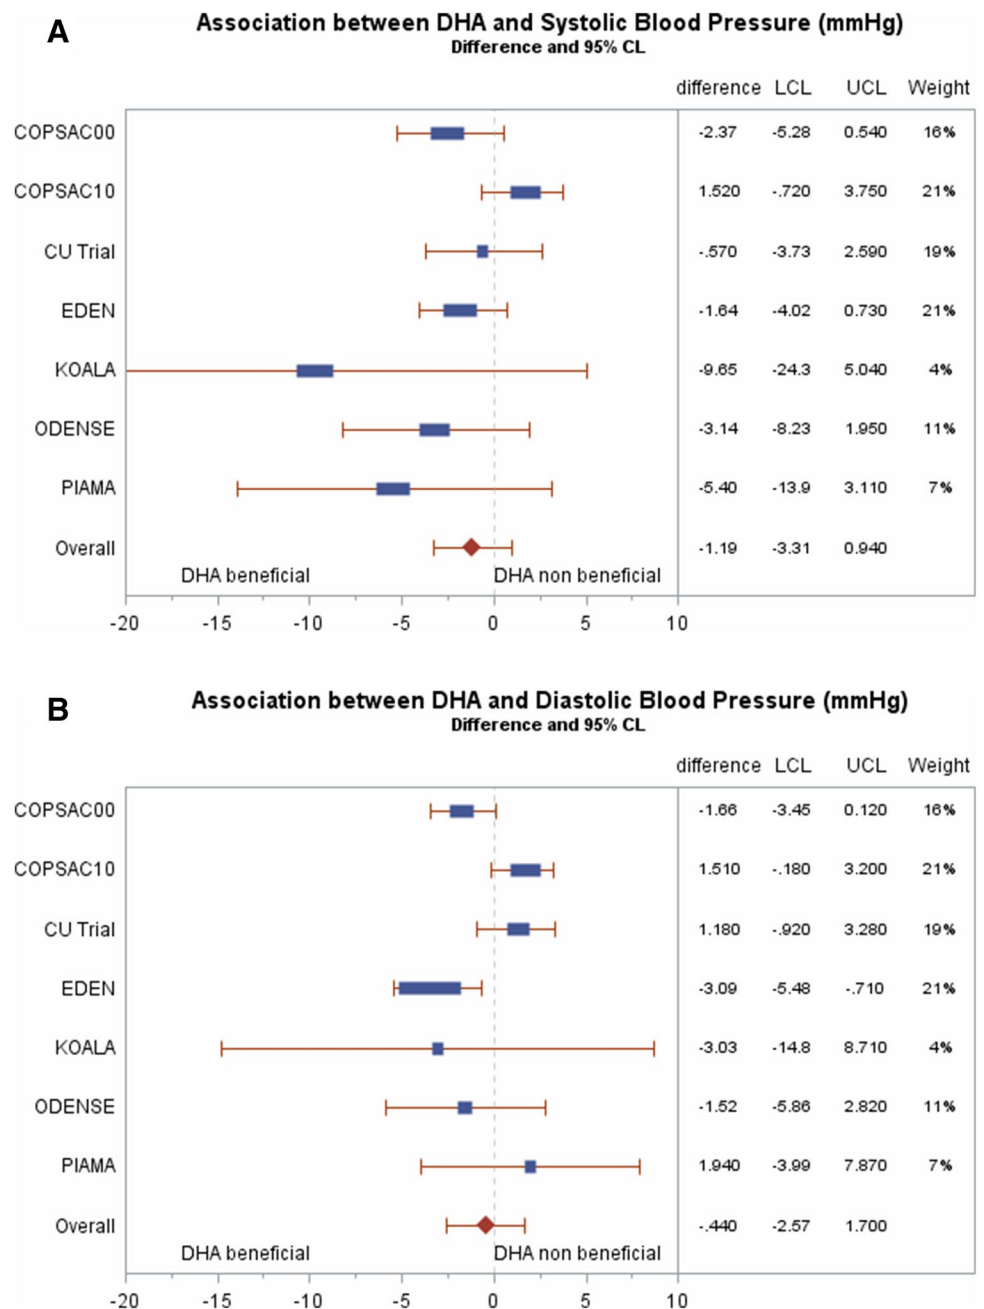 A
Association between DHA and Systolic Blood Pressure (mmHg)
Difference and 95% CL
difference LCL UCL Weight
COPSAC00 -2.37 -5.28 0.540 16%
COPSAC10 1.520 -.720 3.750 21%
CU Trial -.570 -3.73 2.590 19%
EDEN -1.64 -4.02 0.730 21%
KOALA -9.65 -24.3 5.040 4%
ODENSE -3.14 -8.23 1.950 11%
PIAMA -5.40 -13.9 3.110 7%
Overall -1.19 -3.31 0.940
DHA beneficial DHA non beneficial
-20 -15 -10 -5 0 5 10
B
Association between DHA and Diastolic Blood Pressure (mmHg)
Difference and 95% CL
difference LCL UCL Weight
COPSAC00 -1.66 -3.45 0.120 16%
COPSAC10 1.510 -.180 3.200 21%
CU Trial 1.180 -.920 3.280 19%
EDEN -3.09 -5.48 -.710 21%
KOALA -3.03 -14.8 8.710 4%
ODENSE -1.52 -5.86 2.820 11%
PIAMA 1.940 -3.99 7.870 7%
Overall -.440 -2.57 1.700
DHA beneficial DHA non beneficial
-20 -15 -10 -5 0 5 10